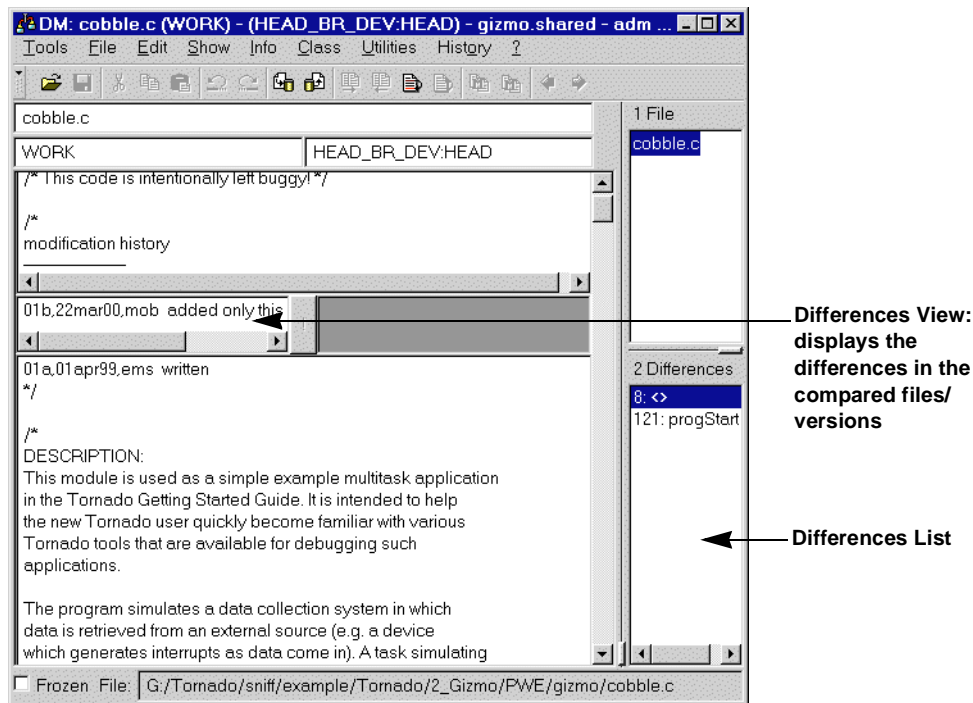 DM: cobble.c (WORK) - (HEAD_BR_DEV:HEAD) - gizmo.shared - adm ...
Tools File Edit Show Info Class Utilities History ?
cobble.c
WORK
HEAD_BR_DEV:HEAD
/* This code is intentionally left buggy! */
/*
modification history
01b,22mar00,mob added only this
01a,01apr99,ems written
*/
/*
DESCRIPTION:
This module is used as a simple example multitask application
in the Tornado Getting Started Guide. It is intended to help
the new Tornado user quickly become familiar with various
Tornado tools that are available for debugging such
applications.
The program simulates a data collection system in which
data is retrieved from an external source (e.g. a device
which generates interrupts as data come in). A task simulating
1 File
cobble.c
2 Differences
8: <>
121: progStart
Frozen File: G:/Tornado/sniff/example/Tornado/2_Gizmo/PWE/gizmo/cobble.c
Differences View:
displays the
differences in the
compared files/
versions
Differences List